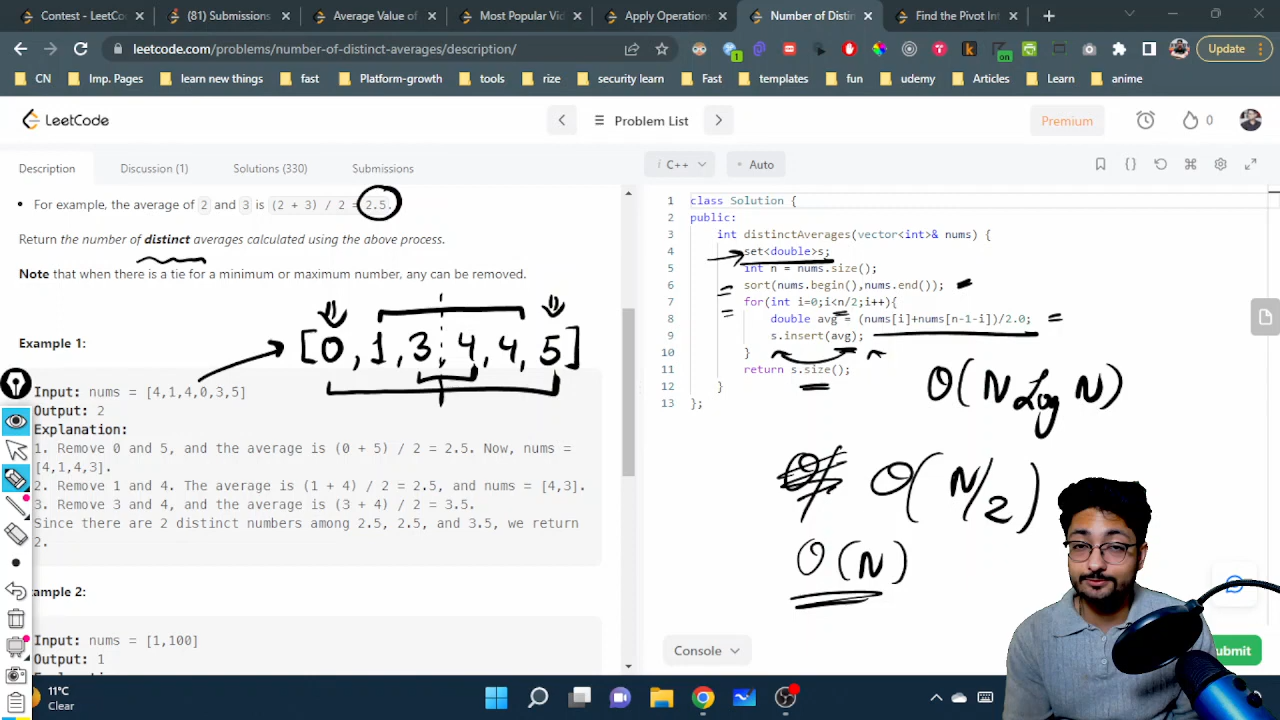 Contest - LeetCo
(81) Submissions
Average Value of
Most Popular Vid
Apply Operation
Number of Distin
Find the Pivot Int
leetcode.com/problems/number-of-distinct-averages/description/
Update
CN
Imp. Pages
learn new things
fast
Platform-growth
tools
rize
security learn
Fast
templates
fun
udemy
Articles
Learn
anime
LeetCode
Problem List
Premium
0
Description
Discussion (1)
Solutions (330)
Submissions
i C++
Auto
For example, the average of 2 and 3 is (2 + 3) / 2 = 2.5.
Return the number of distinct averages calculated using the above process.
Note that when there is a tie for a minimum or maximum number, any can be removed.
[0,1,3,4,4,5]
Example 1:
Input: nums = [4,1,4,0,3,5]
Output: 2
Explanation:
1. Remove 0 and 5, and the average is (0 + 5) / 2 = 2.5. Now, nums =
[4,1,4,3].
2. Remove 1 and 4. The average is (1 + 4) / 2 = 2.5, and nums = [4,3].
3. Remove 3 and 4, and the average is (3 + 4) / 2 = 3.5.
Since there are 2 distinct numbers among 2.5, 2.5, and 3.5, we return
2.
ample 2:
Input: nums = [1,100]
Output: 1
1 class Solution {
2 public:
3 int distinctAverages(vector<int>& nums) {
4 set<double>s;
5 int n = nums.size();
6 sort(nums.begin(),nums.end());
7 for(int i=0;i<n/2;i++){
8 double avg = (nums[i]+nums[n-1-i])/2.0;
9 s.insert(avg);
10 }
11 return s.size();
12 }
13 };
O(N Log N)
O(N/2)
O(N)
Console
ubmit
11°C
Clear